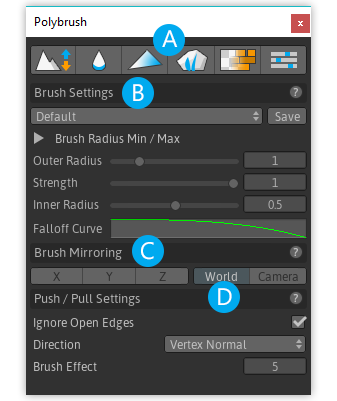 Polybrush
x
A
Brush Settings B ?
Default Save
Brush Radius Min / Max
Outer Radius 1
Strength 1
Inner Radius 0.5
Falloff Curve
Brush Mirroring C ?
X Y Z World Camera
D
Push / Pull Settings ?
Ignore Open Edges
Direction Vertex Normal
Brush Effect 5